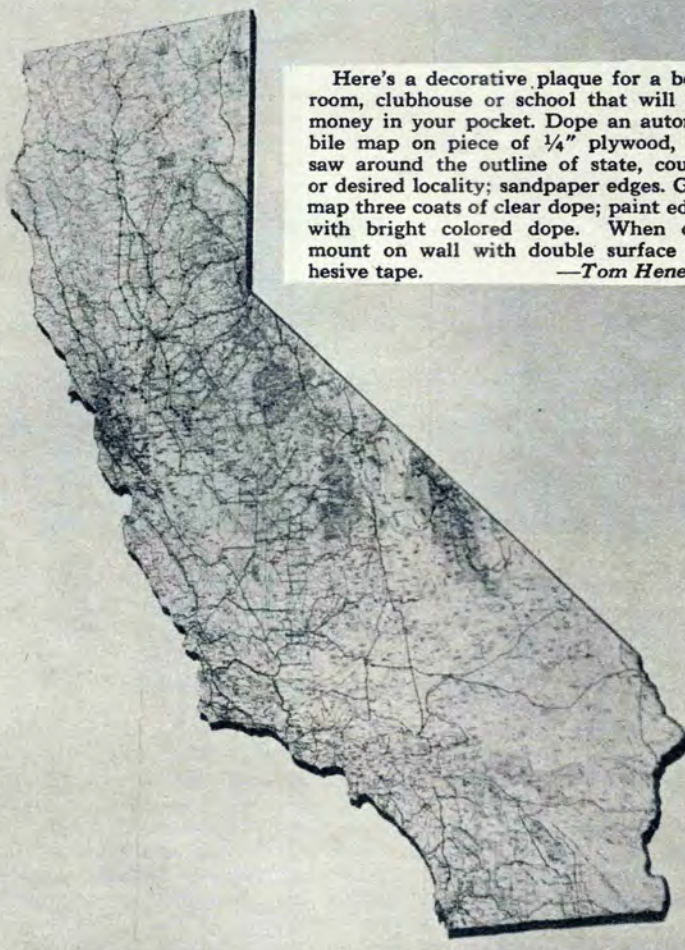 Here's a decorative plaque for a be
room, clubhouse or school that will
money in your pocket. Dope an autom
bile map on piece of ¼" plywood,
saw around the outline of state, cou
or desired locality; sandpaper edges. G
map three coats of clear dope; paint ed
with bright colored dope. When d
mount on wall with double surface
hesive tape. —Tom Hene